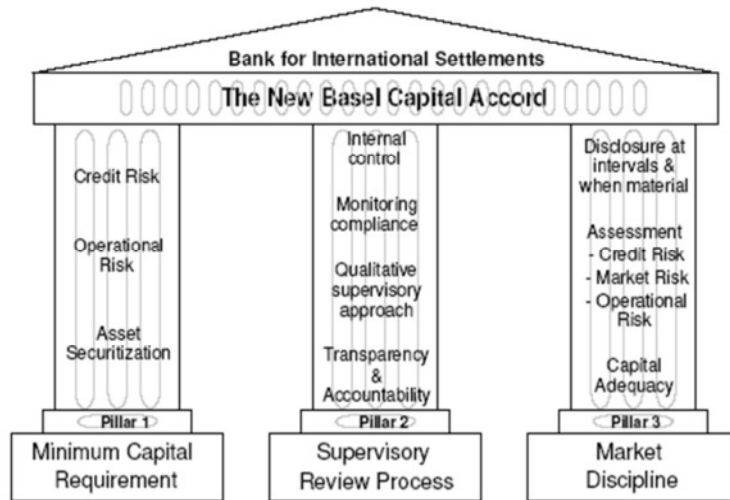 Bank for International Settlements
The New Basel Capital Accord
Credit Risk
Operational
Risk
Asset
Securitization
Pillar 1
Minimum Capital
Requirement
Internal
control
Monitoring
compliance
Qualitative
supervisory
approach
Transparency
&
Accountability
Pillar 2
Supervisory
Review Process
Disclosure at
intervals &
when material
Assessment
- Credit Risk
- Market Risk
- Operational
Risk
Capital
Adequacy
Pillar 3
Market
Discipline